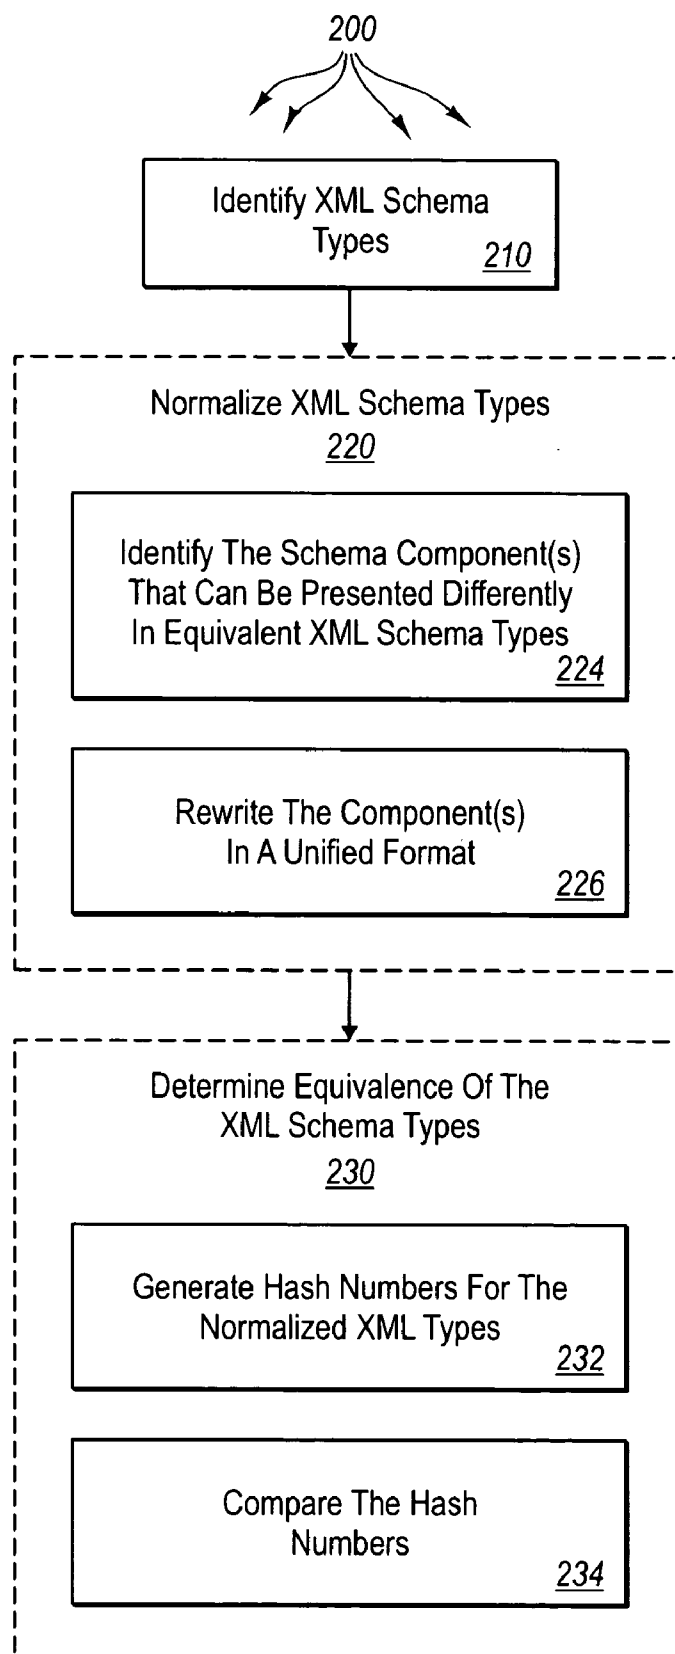 200
Identify XML Schema
Types
210
Normalize XML Schema Types
220
Identify The Schema Component(s)
That Can Be Presented Differently
In Equivalent XML Schema Types
224
Rewrite The Component(s)
In A Unified Format
226
Determine Equivalence Of The
XML Schema Types
230
Generate Hash Numbers For The
Normalized XML Types
232
Compare The Hash
Numbers
234